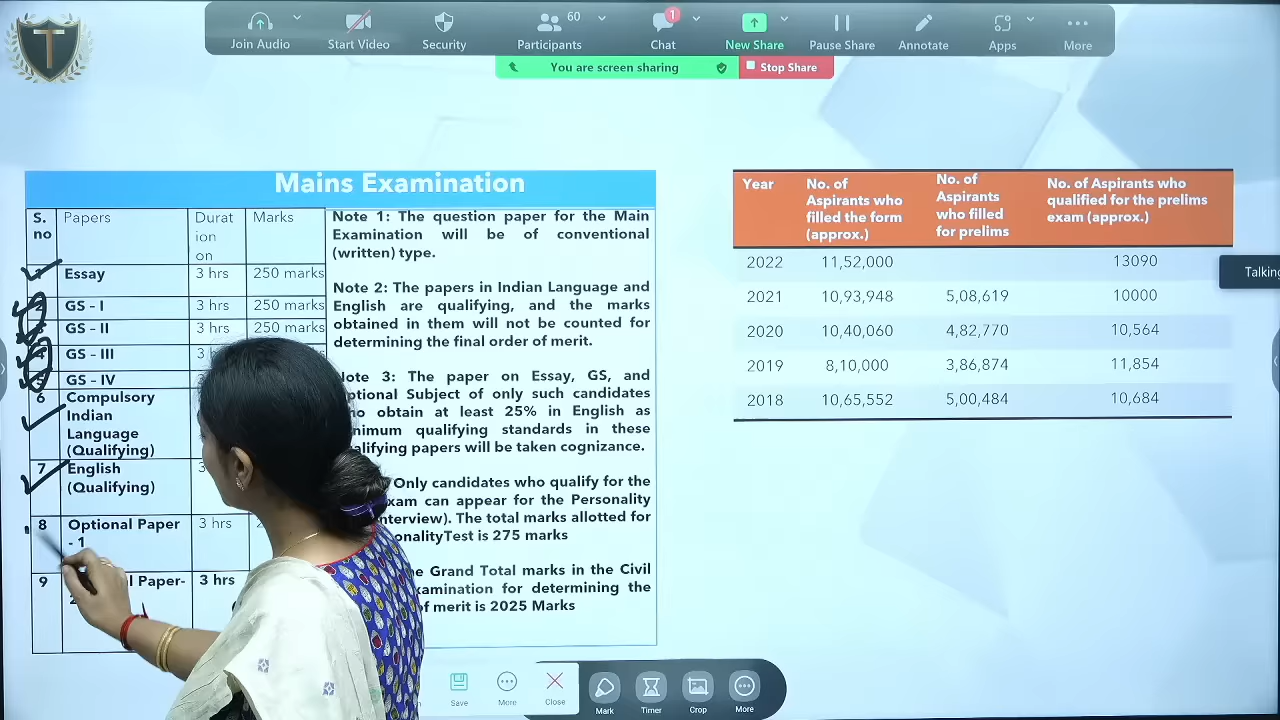 T
Join Audio
Start Video
Security
Participants
60
Chat
1
New Share
Pause Share
Annotate
Apps
More
You are screen sharing
Stop Share
Mains Examination
S. no
Papers
Durat ion on
Marks
Essay
3 hrs
250 marks
GS - I
3 hrs
250 marks
GS - II
3 hrs
250 marks
GS - III
GS - IV
6
Compulsory
Indian
Language
(Qualifying)
7
English
(Qualifying)
8
Optional Paper
- 1
3 hrs
9
Paper-
3 hrs
Note 1: The question paper for the Main
Examination will be of conventional
(written) type.
Note 2: The papers in Indian Language and
English are qualifying, and the marks
obtained in them will not be counted for
determining the final order of merit.
Note 3: The paper on Essay, GS, and
Optional Subject of only such candidates
who obtain at least 25% in English as
minimum qualifying standards in these
qualifying papers will be taken cognizance.
Only candidates who qualify for the
exam can appear for the Personality
(Interview). The total marks allotted for
Test is 275 marks
Grand Total marks in the Civil
examination for determining the
of merit is 2025 Marks
Year
No. of
Aspirants who
filled the form
(approx.)
No. of
Aspirants
who filled
for prelims
No. of Aspirants who
qualified for the prelims
exam (approx.)
2022 11,52,000 13090
2021 10,93,948 5,08,619 10000
2020 10,40,060 4,82,770 10,564
2019 8,10,000 3,86,874 11,854
2018 10,65,552 5,00,484 10,684
Talking
Save
More
Close
Mark
Timer
Crop
More